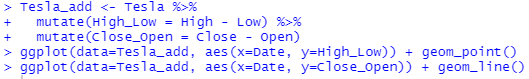 > Tesla_add <- Tesla %>%
+   mutate(High_Low = High - Low) %>%
+   mutate(Close_Open = Close - Open)
> ggplot(data=Tesla_add, aes(x=Date, y=High_Low)) + geom_point()
> ggplot(data=Tesla_add, aes(x=Date, y=Close_Open)) + geom_line()